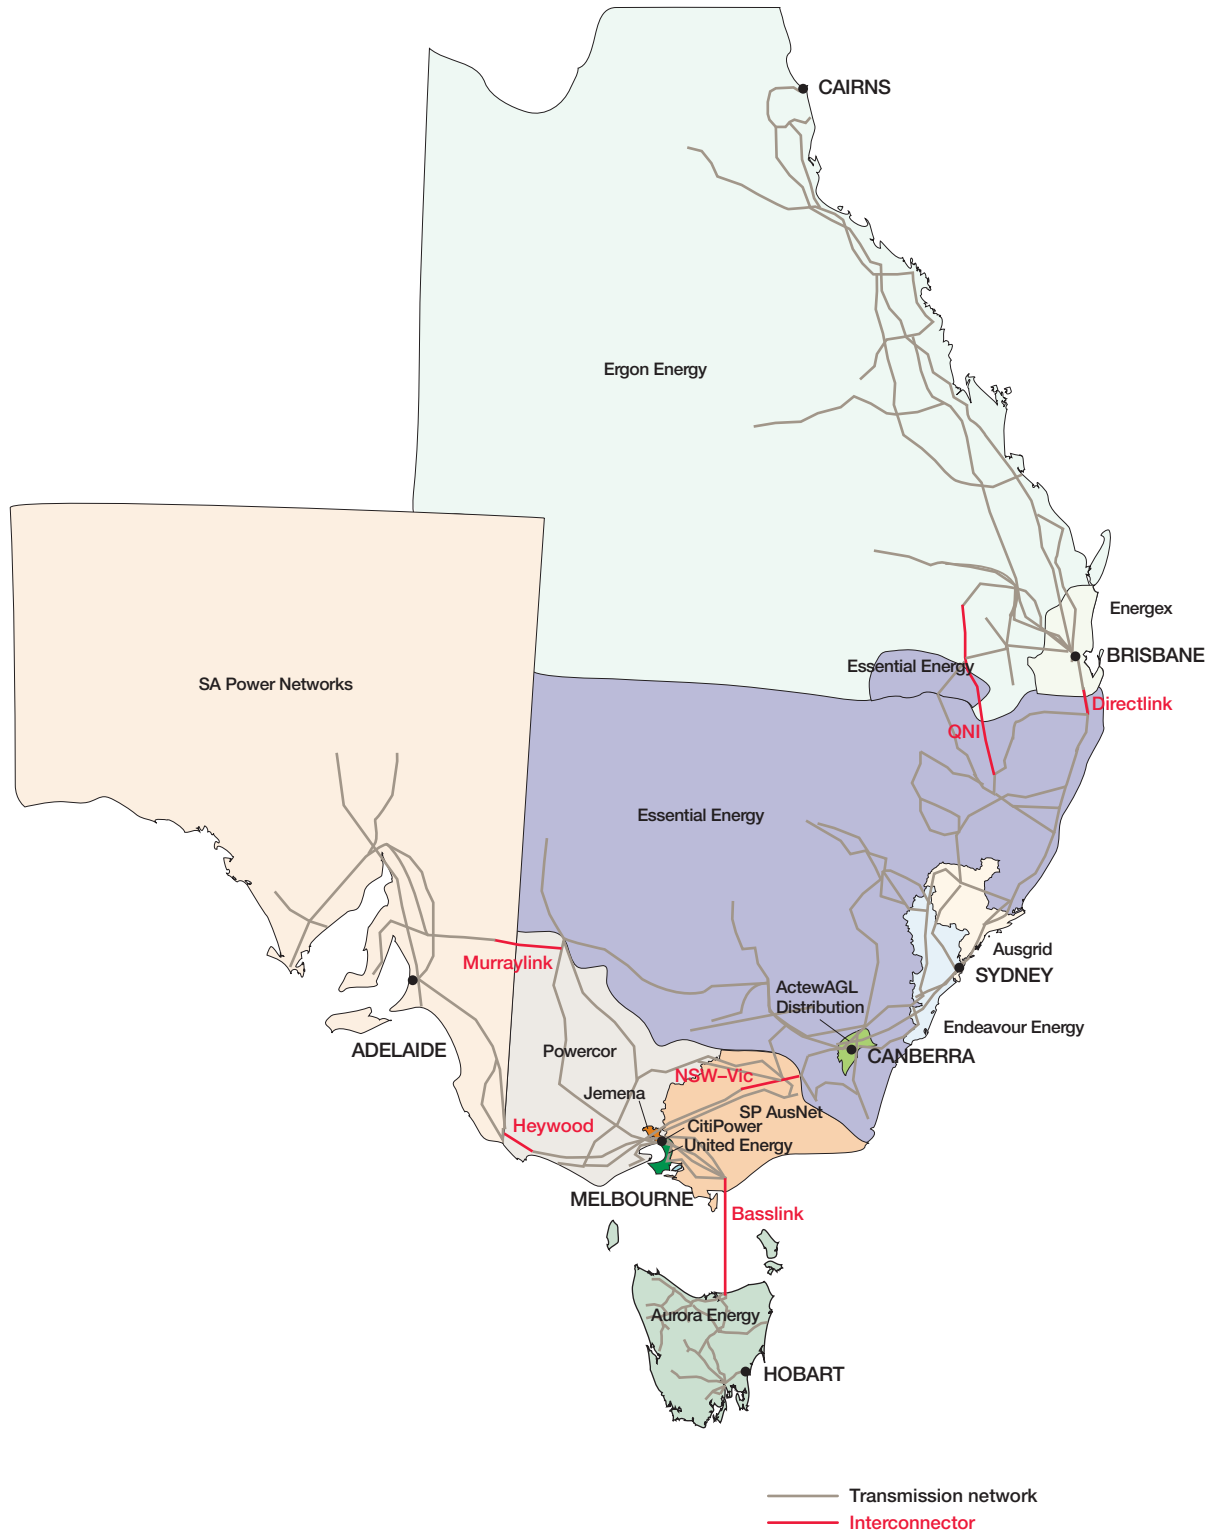 CAIRNS
Ergon Energy
Energex
BRISBANE
Essential Energy
SA Power Networks
Directlink
QNI
Essential Energy
Ausgrid
Murraylink
SYDNEY
ActewAGL
Distribution
Endeavour Energy
ADELAIDE
Powercor
CANBERRA
NSW–Vic
Jemena
SP AusNet
Heywood
CitiPower
United Energy
MELBOURNE
Basslink
Aurora Energy
HOBART
Transmission network
Interconnector